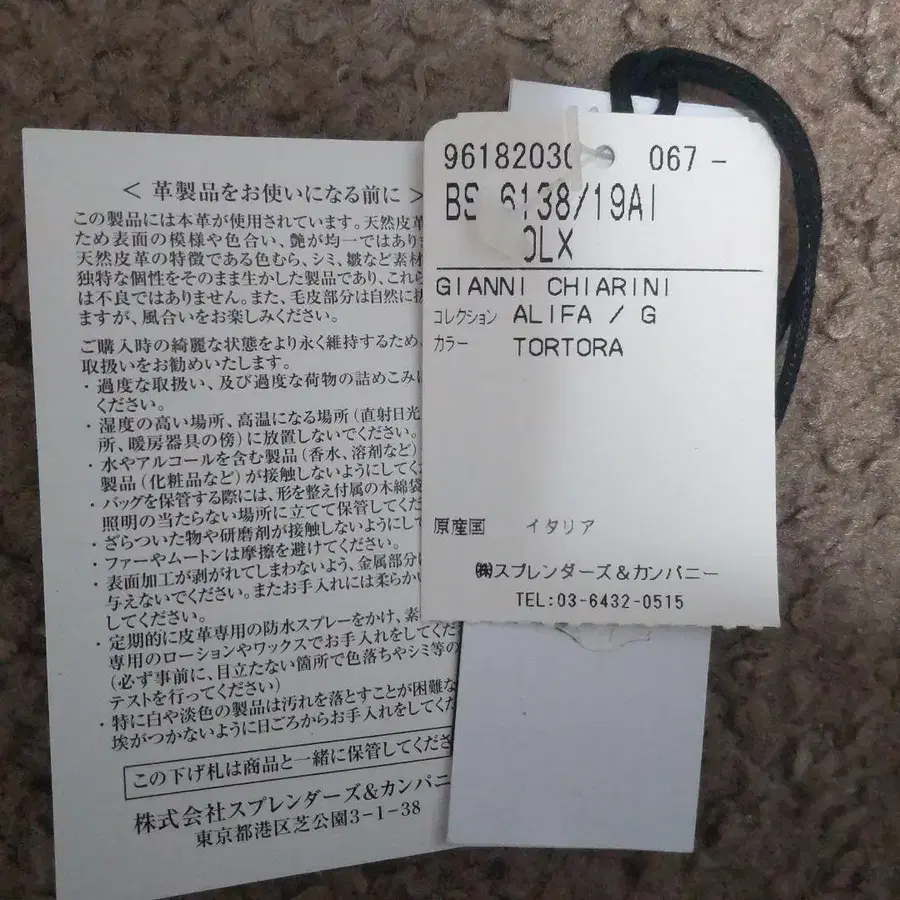 < 革製品をお使いになる前に >
この製品には本革が使用されています。天然皮革
ため表面の模様や色合い、艶が均一ではあり
天然皮革の特徴である色むら、シミ、皺など素材
独特な個性をそのまま生かした製品であり、これら
は不良ではありません。また、毛皮部分は自然に抜
ますが、風合いをお楽しみください。
ご購入時の綺麗な状態をより永く維持するため、
取扱いをお勧めいたします。
・過度な取扱い、及び過度な荷物の詰めこみは
ください。
・湿度の高い場所、高温になる場所（直射日光
所、暖房器具の傍）に放置しないでください。
・水やアルコールを含む製品（香水、溶剤など）
製品（化粧品など）が接触しないようにしてく
・バッグを保管する際には、形を整え付属の木綿袋
照明の当たらない場所に立てて保管してくだ
・ざらついた物や研磨剤が接触しないようにして
・ファーやムートンは摩擦を避けてください。
・表面加工が剥がれてしまわないよう、金属部分に
与えないでください。またお手入れには柔らかい
してください。
・定期的に皮革専用の防水スプレーをかけ、素
専用のローションやワックスでお手入れをしてくだ
（必ず事前に、目立たない箇所で色落ちやシミ等の
テストを行ってください）
・特に白や淡色の製品は汚れを落とすことが困難な
埃がつかないように日ごろからお手入れをしてくだ
この下げ札は商品と一緒に保管してくださ
株式会社スプレンダーズ&カンパニ
東京都港区芝公園3-1-38
9618203 067-
BS 6138/19AI
OLX
GIANNI CHIARINI
コレクション ALIFA / G
カラー TORTORA
原産国 イタリア
㈱スプレンダーズ&カンパニー
TEL:03-6432-0515